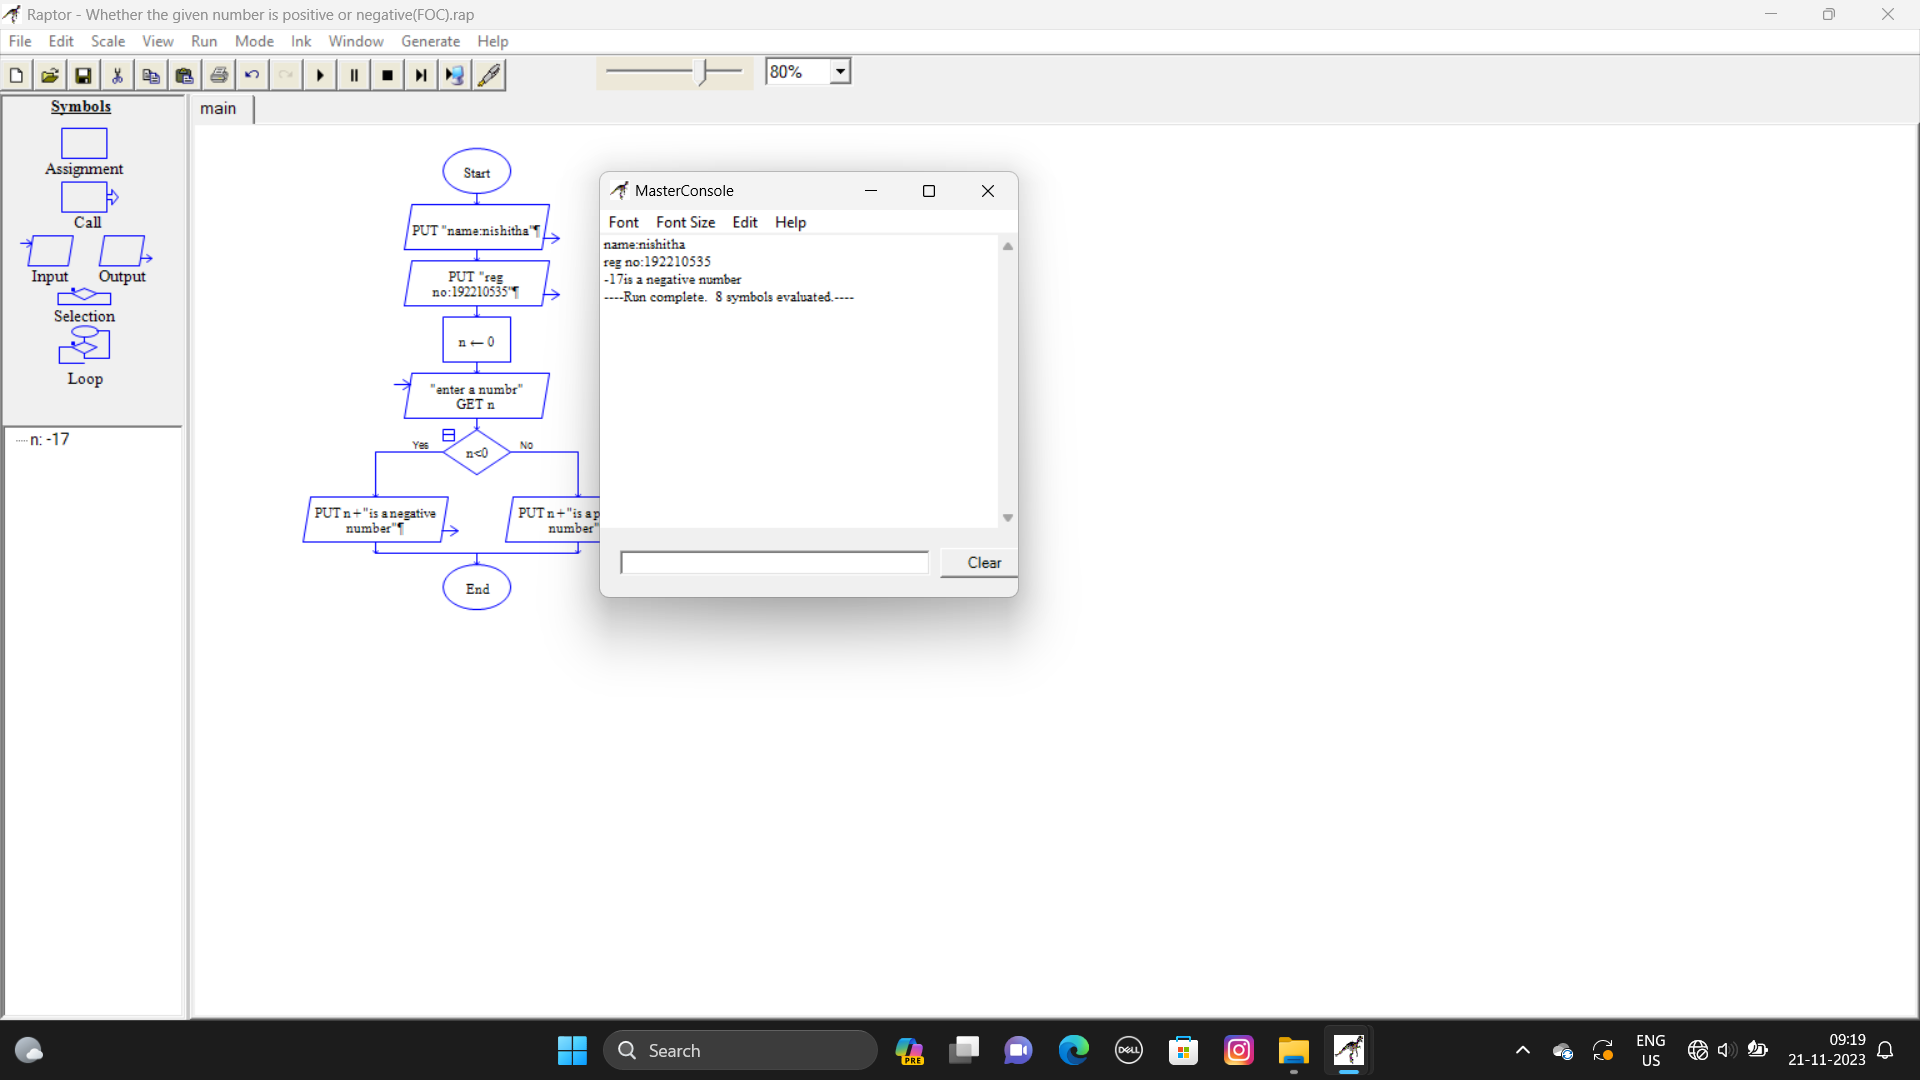 Raptor - Whether the given number is positive or negative(FOC).rap
File Edit Scale View Run Mode Ink Window Generate Help
80%
Symbols
Assignment
Call
Input Output
Selection
Loop
n: -17
main
Start
PUT "name:nishitha"¶
PUT "reg
no:192210535"¶
n ← 0
"enter a numbr"
GET n
Yes No
n<0
PUT n+"is a negative
number"¶
PUT n+"is a p
number"
End
MasterConsole
Font Font Size Edit Help
name:nishitha
reg no:192210535
-17is a negative number
----Run complete.  8 symbols evaluated.----
Clear
Search
PRE
DELL
ENG
US
09:19
21-11-2023